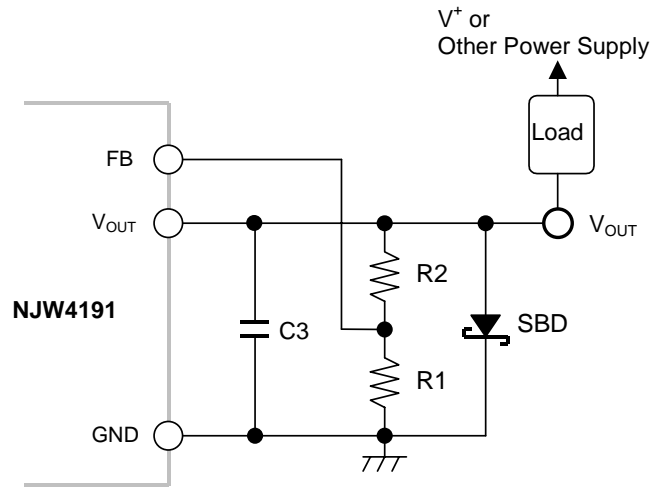 V+ or
Other Power Supply
Load
FB
VOUT
VOUT
R2
NJW4191
C3
SBD
R1
GND